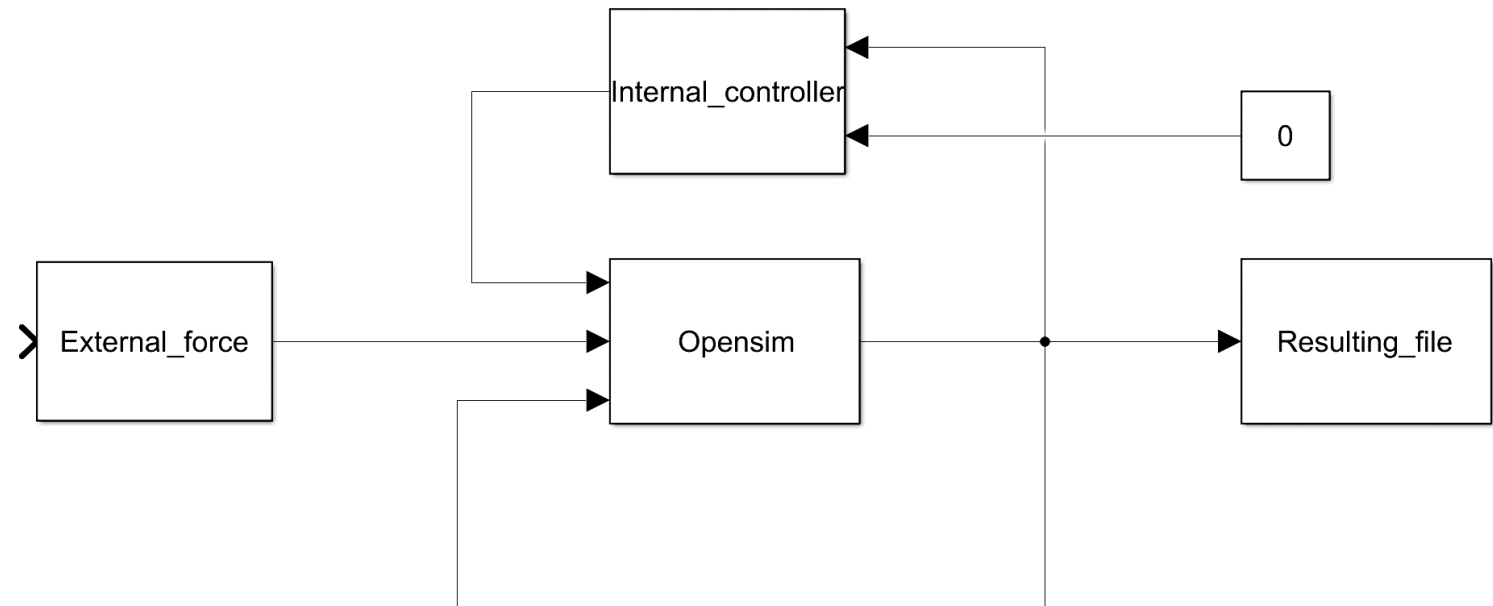 Internal_controller
0
External_force
Opensim
Resulting_file